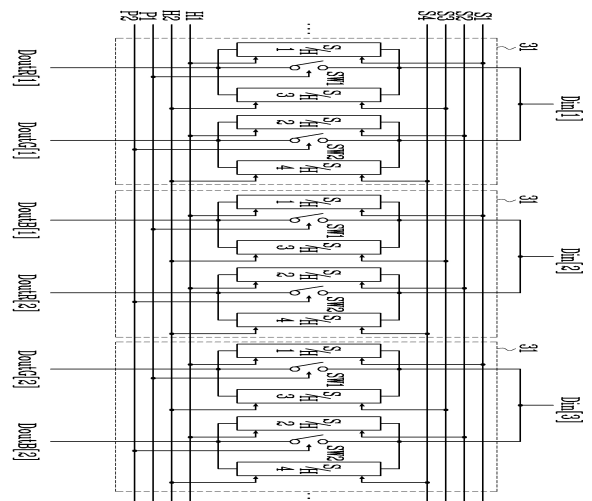 P2 P1 H2 H1 S4 S3 S2 S1
...
31
DoutR[1]
S/H 1
SW1
S/H 3
Din[1]
DoutG[1]
S/H 2
SW2
S/H 4
31
DoutB[1]
S/H 1
SW1
S/H 3
Din[2]
DoutR[2]
S/H 2
SW2
S/H 4
31
DoutG[2]
S/H 1
SW1
S/H 3
Din[3]
DoutB[2]
S/H 2
SW2
S/H 4
...